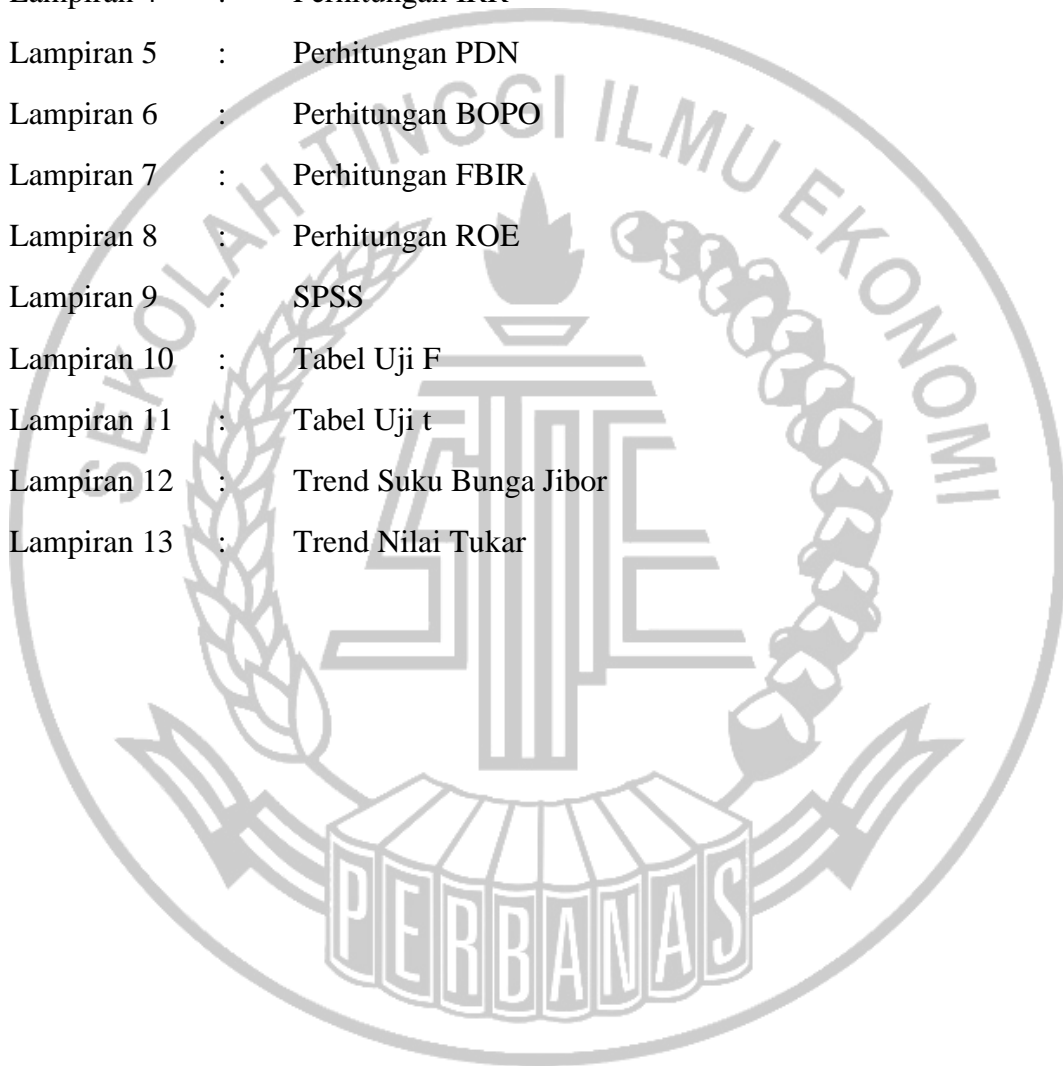 Lampiran 5 : Perhitungan PDN
Lampiran 6 : Perhitungan BOPO
Lampiran 7 : Perhitungan FBIR
Lampiran 8 : Perhitungan ROE
Lampiran 9 : SPSS
Lampiran 10 : Tabel Uji F
Lampiran 11 : Tabel Uji t
Lampiran 12 : Trend Suku Bunga Jibor
Lampiran 13 : Trend Nilai Tukar
SEKOLAH TINGGI ILMU EKONOMI
STIE
PERBANAS